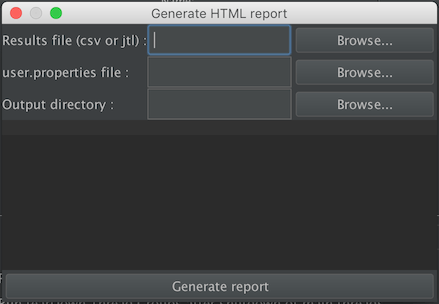 Generate HTML report
Results file (csv or jtl) : Browse...
user.properties file : Browse...
Output directory : Browse...
Generate report